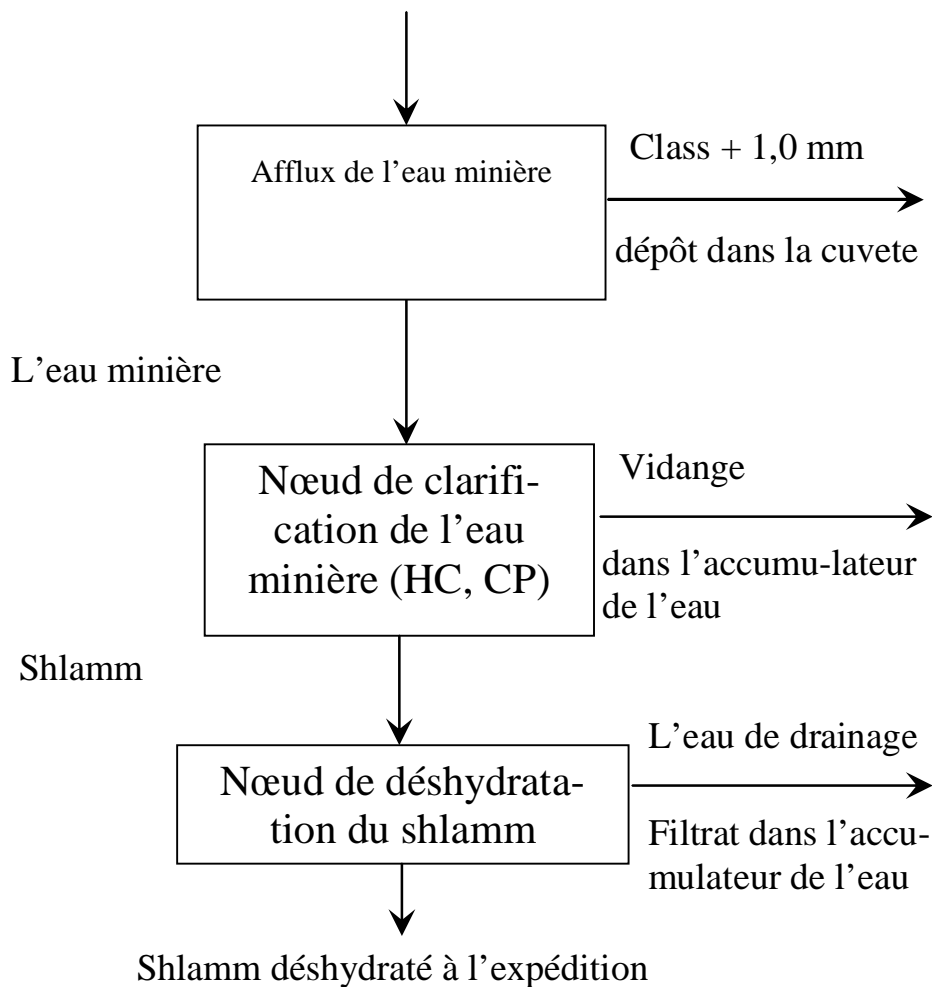 Afflux de l’eau minière
Class + 1,0 mm
dépôt dans la cuvete
L’eau minière
Nœud de clarifi-
cation de l’eau
minière (HC, CP)
Vidange
dans l’accumu-lateur
de l’eau
Shlamm
Nœud de déshydrata-
tion du shlamm
L’eau de drainage
Filtrat dans l’accu-
mulateur de l’eau
Shlamm déshydraté à l’expédition